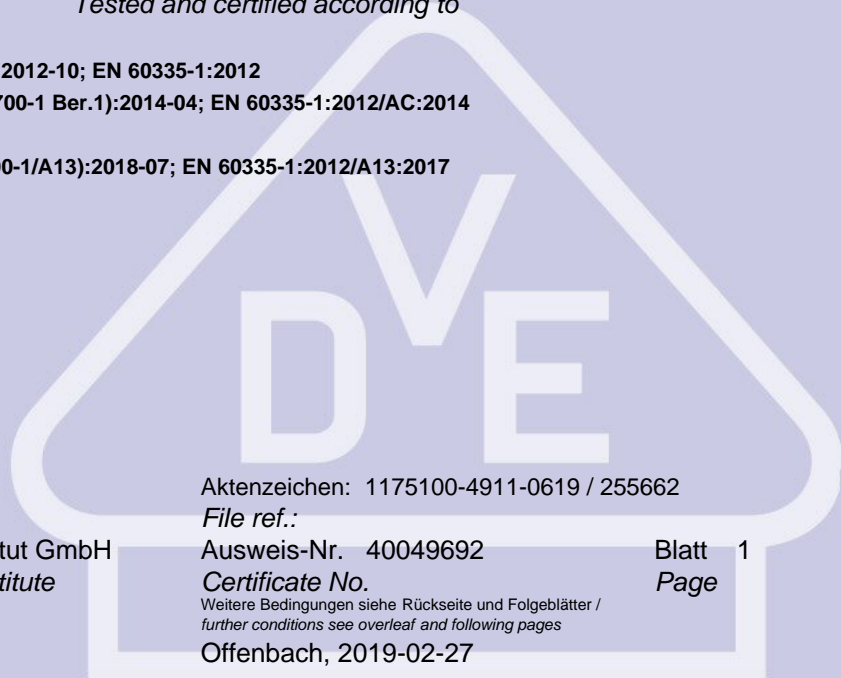 Tested and certified according to
2012-10; EN 60335-1:2012
700-1 Ber.1):2014-04; EN 60335-1:2012/AC:2014
0-1/A13):2018-07; EN 60335-1:2012/A13:2017
VDE
Aktenzeichen: 1175100-4911-0619 / 255662
File ref.:
tut GmbH Ausweis-Nr. 40049692 Blatt 1
titute Certificate No. Page
Weitere Bedingungen siehe Rückseite und Folgeblätter /
further conditions see overleaf and following pages
Offenbach, 2019-02-27